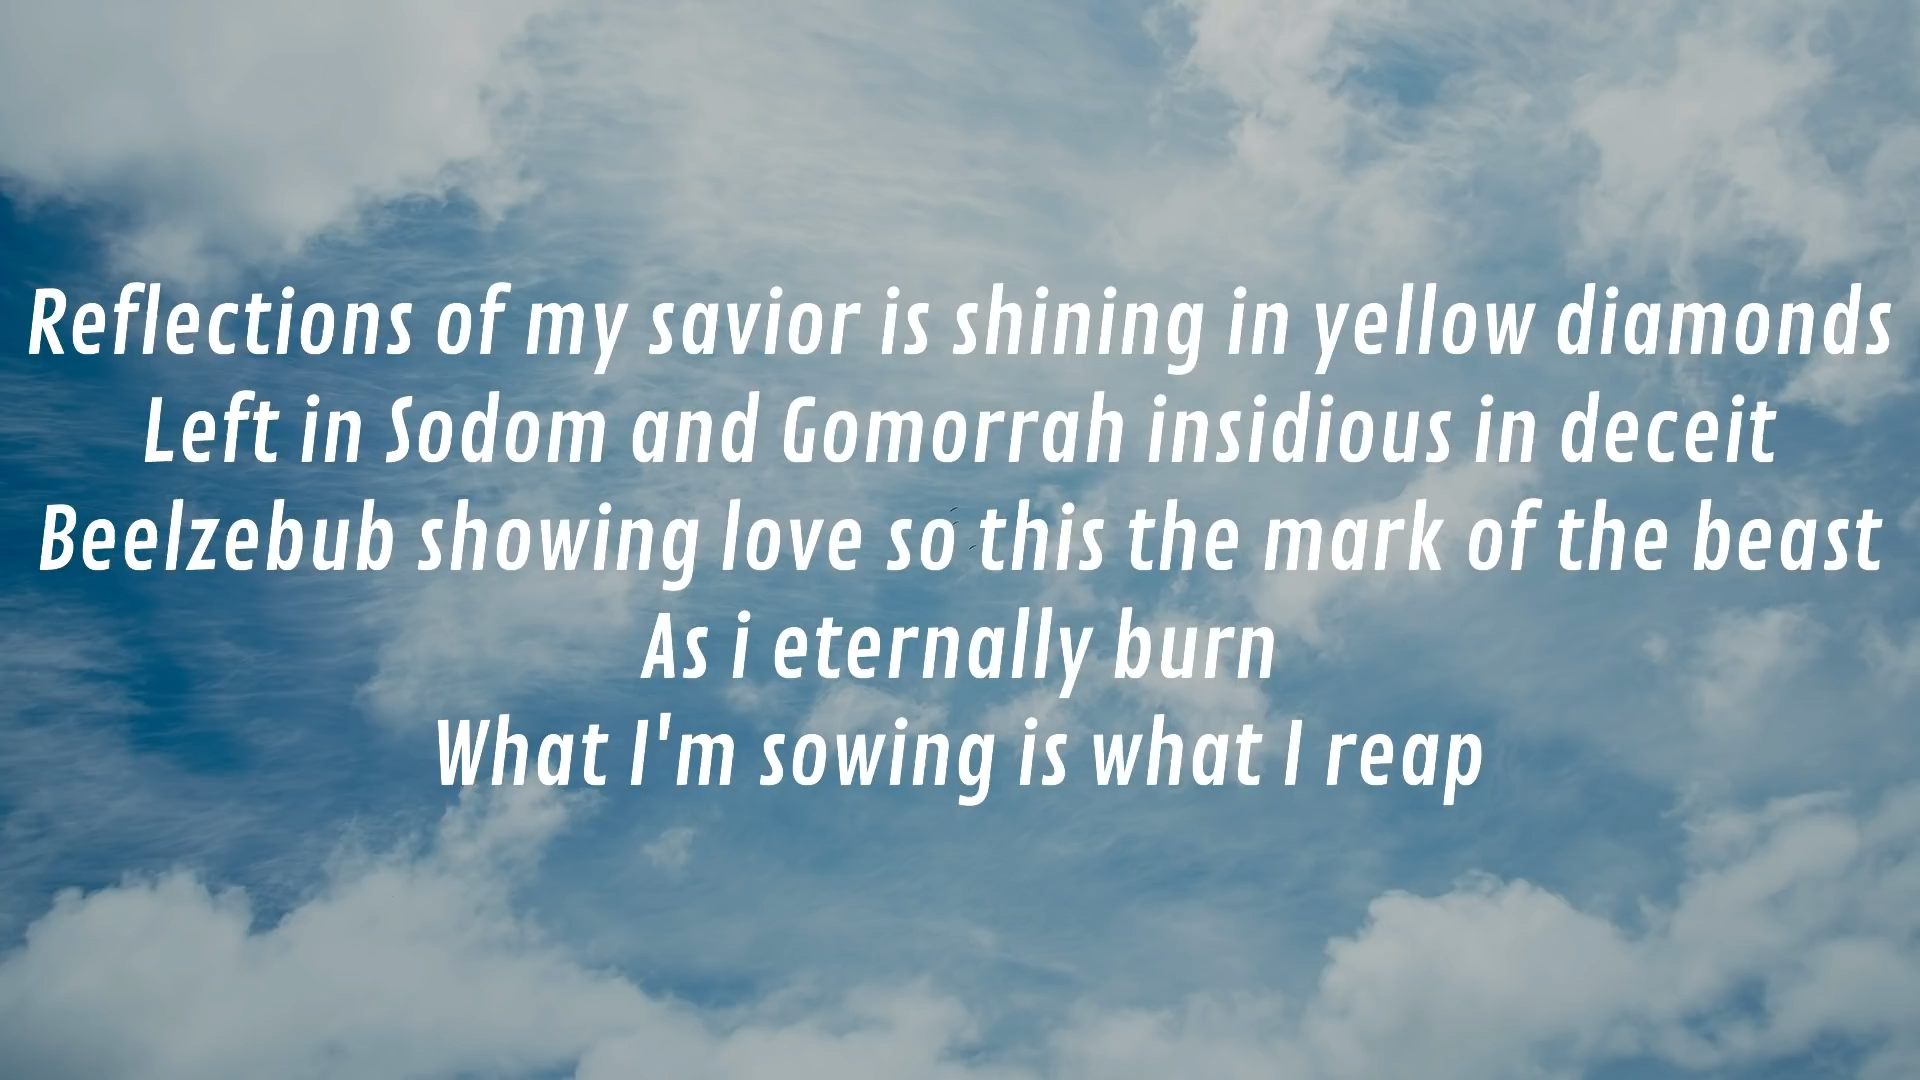 Reflections of my savior is shining in yellow diamonds
Left in Sodom and Gomorrah insidious in deceit
Beelzebub showing love so this the mark of the beast
As i eternally burn
What I'm sowing is what I reap